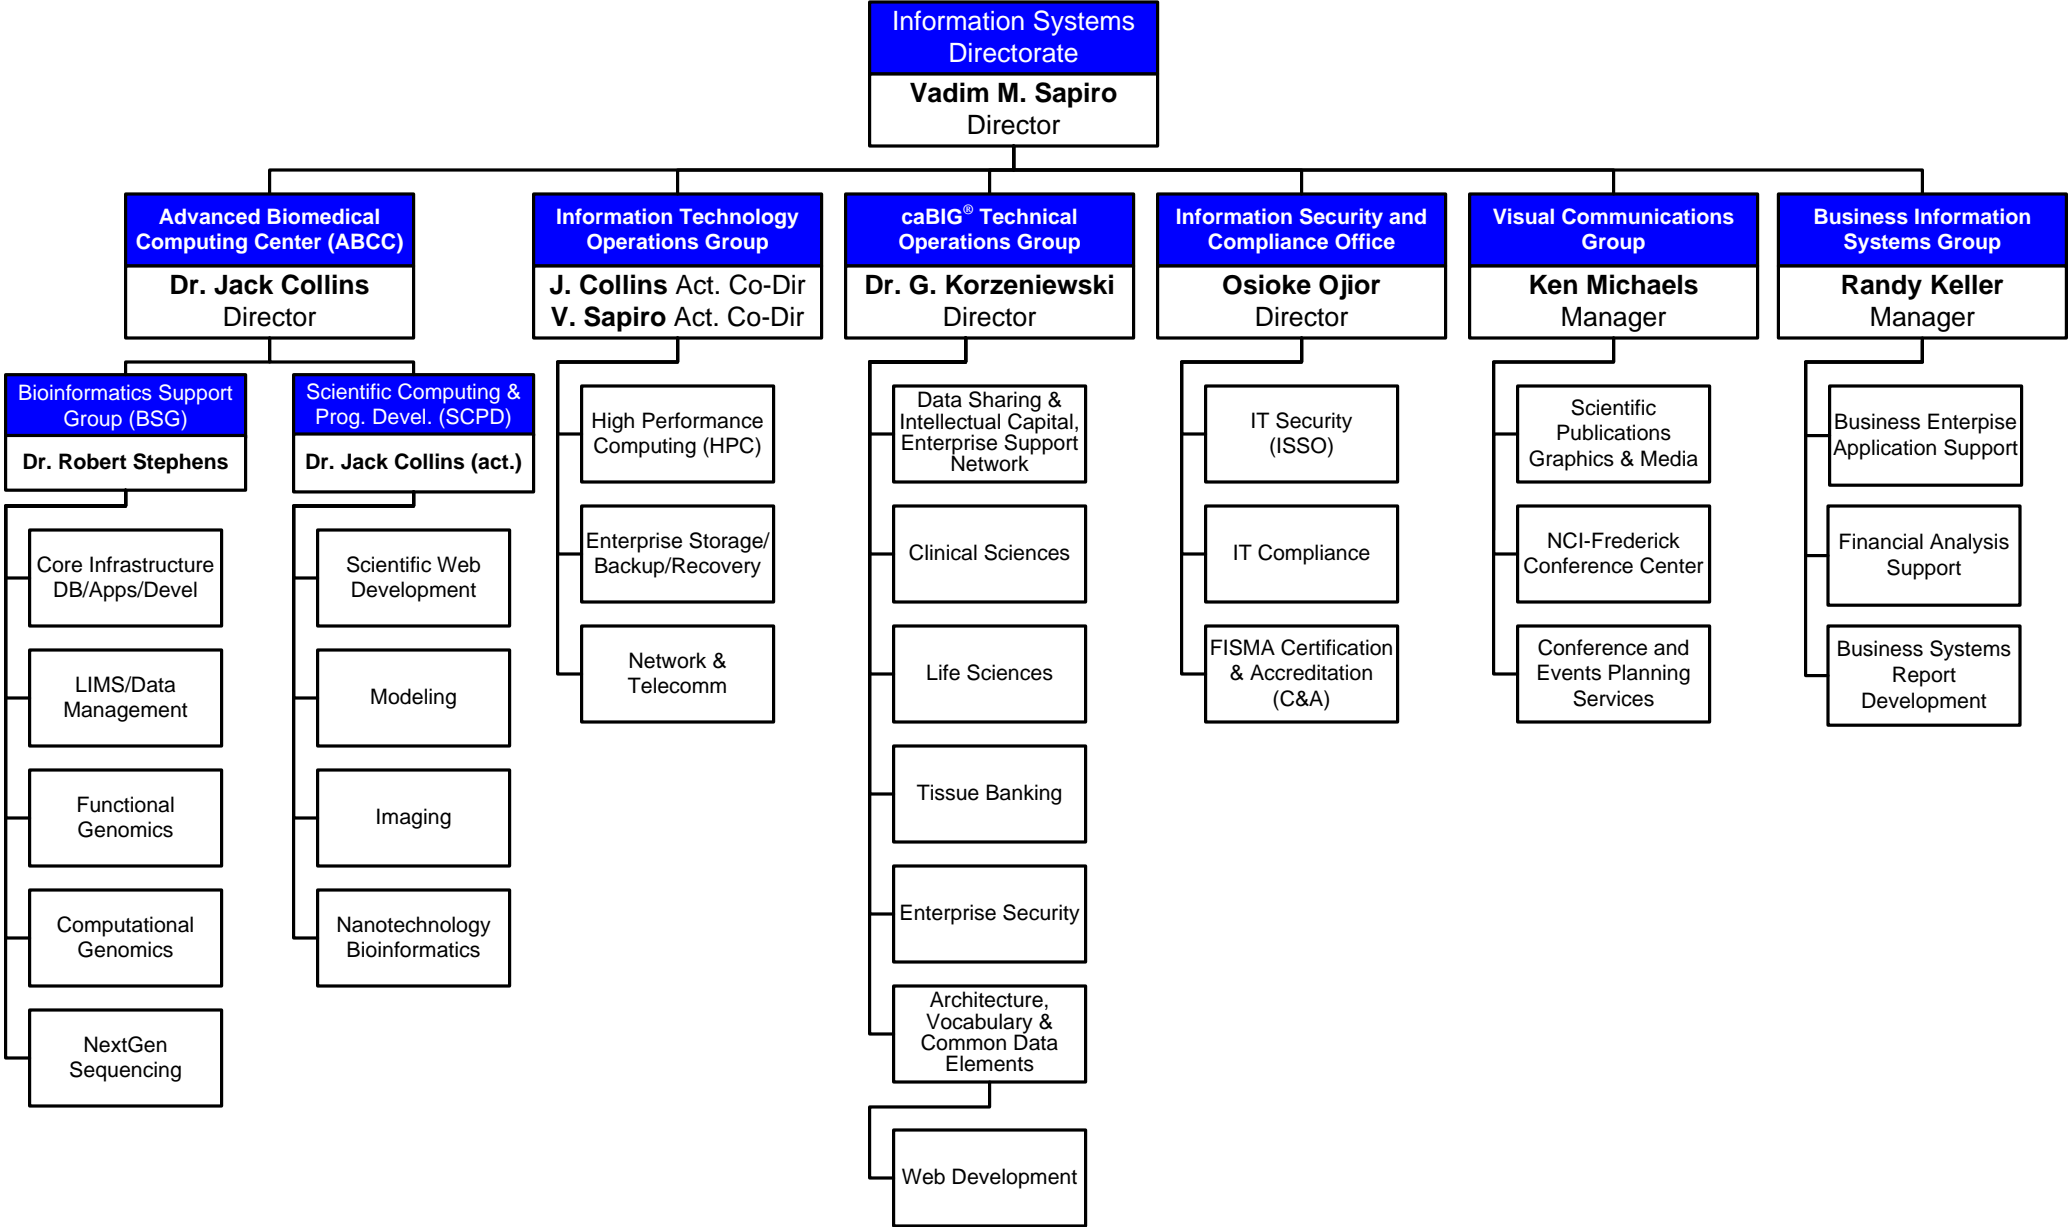 Information Systems
Directorate
Vadim M. Sapiro
Director
Advanced Biomedical
Computing Center (ABCC)
Dr. Jack Collins
Director
Information Technology
Operations Group
J. Collins Act. Co-Dir
V. Sapiro Act. Co-Dir
caBIG® Technical
Operations Group
Dr. G. Korzeniewski
Director
Information Security and
Compliance Office
Osioke Ojior
Director
Visual Communications
Group
Ken Michaels
Manager
Business Information
Systems Group
Randy Keller
Manager
Bioinformatics Support
Group (BSG)
Dr. Robert Stephens
Core Infrastructure
DB/Apps/Devel
LIMS/Data
Management
Functional
Genomics
Computational
Genomics
NextGen
Sequencing
Scientific Computing &
Prog. Devel. (SCPD)
Dr. Jack Collins (act.)
Scientific Web
Development
Modeling
Imaging
Nanotechnology
Bioinformatics
High Performance
Computing (HPC)
Enterprise Storage/
Backup/Recovery
Network &
Telecomm
Data Sharing &
Intellectual Capital,
Enterprise Support
Network
Clinical Sciences
Life Sciences
Tissue Banking
Enterprise Security
Architecture,
Vocabulary &
Common Data
Elements
Web Development
IT Security
(ISSO)
IT Compliance
FISMA Certification
& Accreditation
(C&A)
Scientific
Publications
Graphics & Media
NCI-Frederick
Conference Center
Conference and
Events Planning
Services
Business Enterpise
Application Support
Financial Analysis
Support
Business Systems
Report
Development